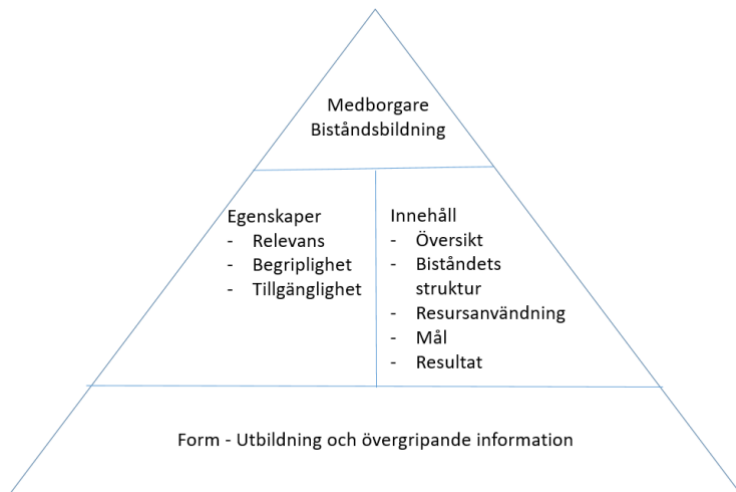 Medborgare
Biståndsbildning
Egenskaper
- Relevans
- Begriplighet
- Tillgänglighet
Innehåll
- Översikt
- Biståndets
struktur
- Resursanvändning
- Mål
- Resultat
Form - Utbildning och övergripande information